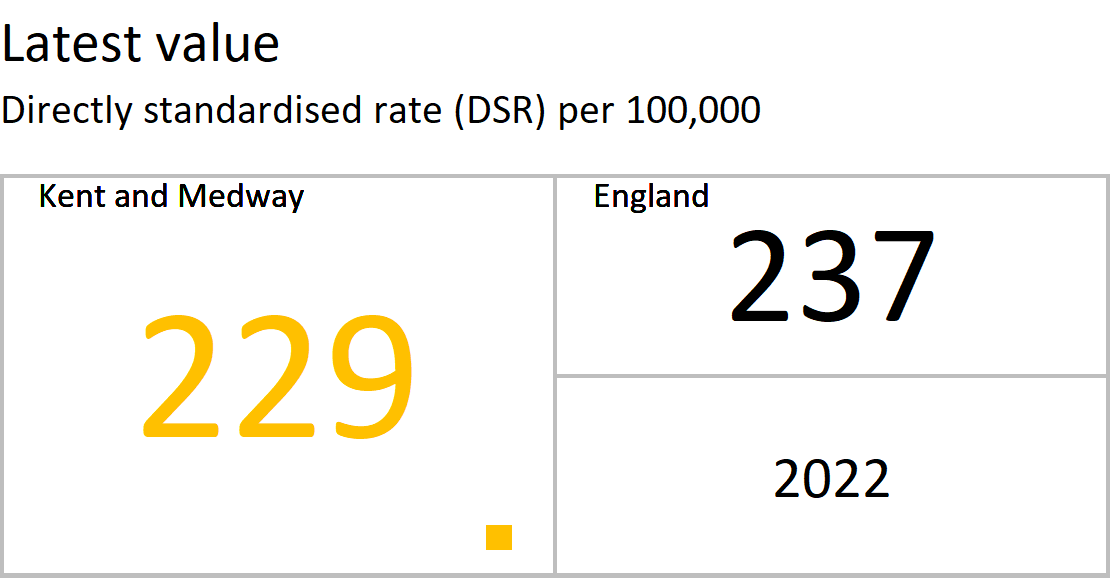 Latest value
Directly standardised rate (DSR) per 100,000
Kent and Medway
229
England
237
2022